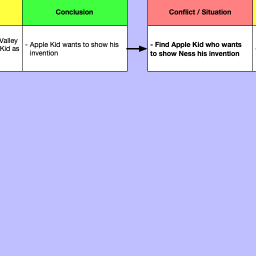 Conclusion
Conflict / Situation
Valley
Kid as
- Apple Kid wants to show his
invention
- Find Apple Kid who wants
to show Ness his invention